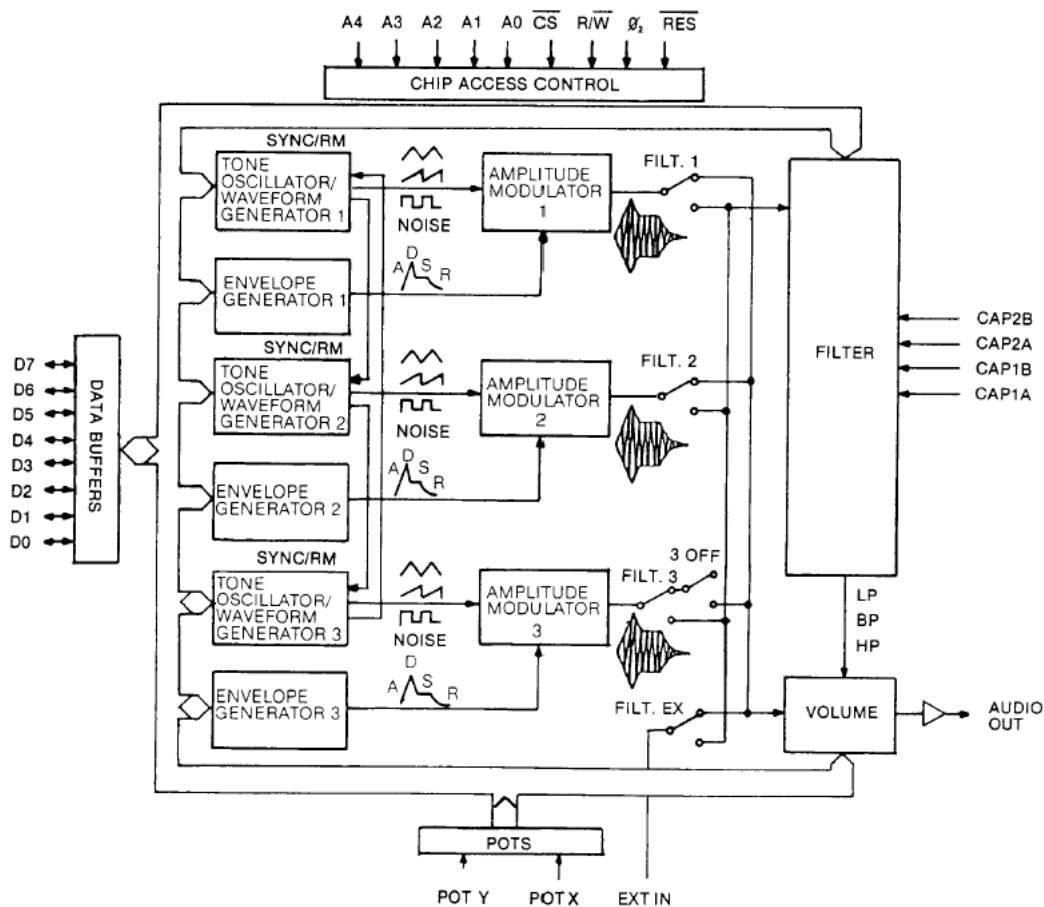 A4 A3 A2 A1 A0 C̅S̅ R/W̅ Ø₂ R̅E̅S̅
CHIP ACCESS CONTROL
SYNC/RM
TONE
OSCILLATOR/
WAVEFORM
GENERATOR 1
NOISE
AMPLITUDE
MODULATOR
1
FILT. 1
ENVELOPE
GENERATOR 1
A D S R
SYNC/RM
TONE
OSCILLATOR/
WAVEFORM
GENERATOR 2
NOISE
AMPLITUDE
MODULATOR
2
FILT. 2
ENVELOPE
GENERATOR 2
A D S R
SYNC/RM
TONE
OSCILLATOR/
WAVEFORM
GENERATOR 3
NOISE
AMPLITUDE
MODULATOR
3
FILT. 3
3 OFF
ENVELOPE
GENERATOR 3
A D S R
FILT. EX
D7
D6
D5
D4
D3
D2
D1
D0
DATA BUFFERS
FILTER
CAP2B
CAP2A
CAP1B
CAP1A
LP
BP
HP
VOLUME
AUDIO
OUT
POTS
POT Y POT X EXT IN